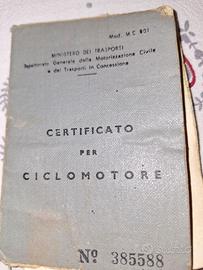 Mod. M C 801
MINISTERO DEI TRASPORTI
Ispettorato Generale della Motorizzazione Civile
e dei Trasporti in Concessione
CERTIFICATO
PER
CICLOMOTORE
Nº 385588